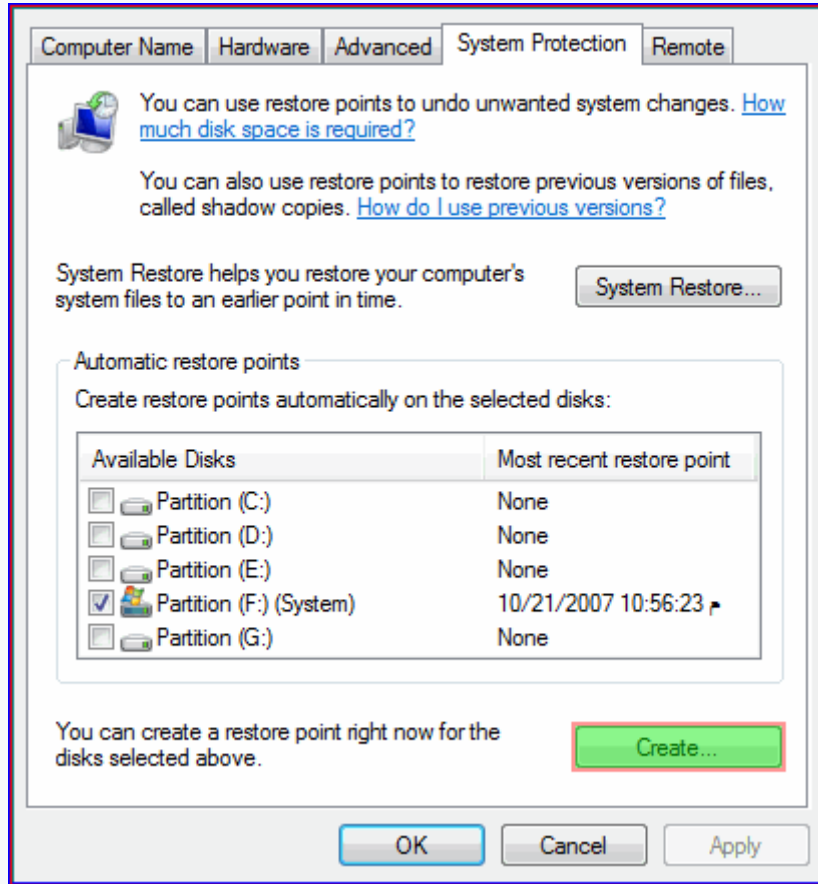 Computer Name Hardware Advanced System Protection Remote
You can use restore points to undo unwanted system changes. How
much disk space is required?
You can also use restore points to restore previous versions of files,
called shadow copies. How do I use previous versions?
System Restore helps you restore your computer's
system files to an earlier point in time.
System Restore...
Automatic restore points
Create restore points automatically on the selected disks:
Available Disks Most recent restore point
Partition (C:) None
Partition (D:) None
Partition (E:) None
Partition (F:) (System) 10/21/2007 10:56:23 م
Partition (G:) None
You can create a restore point right now for the
disks selected above.
Create...
OK Cancel Apply